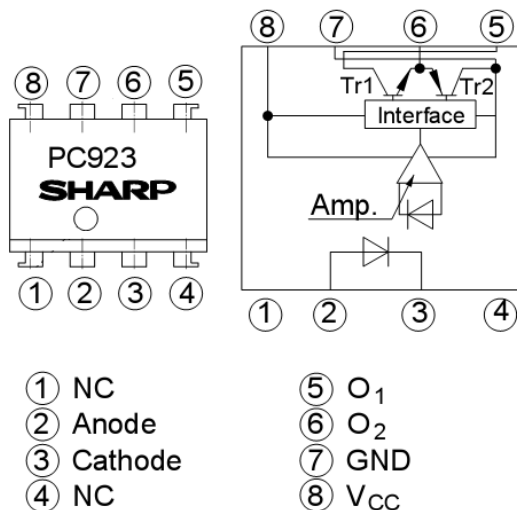 ⑧ ⑦ ⑥ ⑤
PC923
SHARP
① ② ③ ④
⑧ ⑦ ⑥ ⑤
Tr1 Tr2
Interface
Amp.
① ② ③ ④
① NC
② Anode
③ Cathode
④ NC
⑤ O₁
⑥ O₂
⑦ GND
⑧ VCC